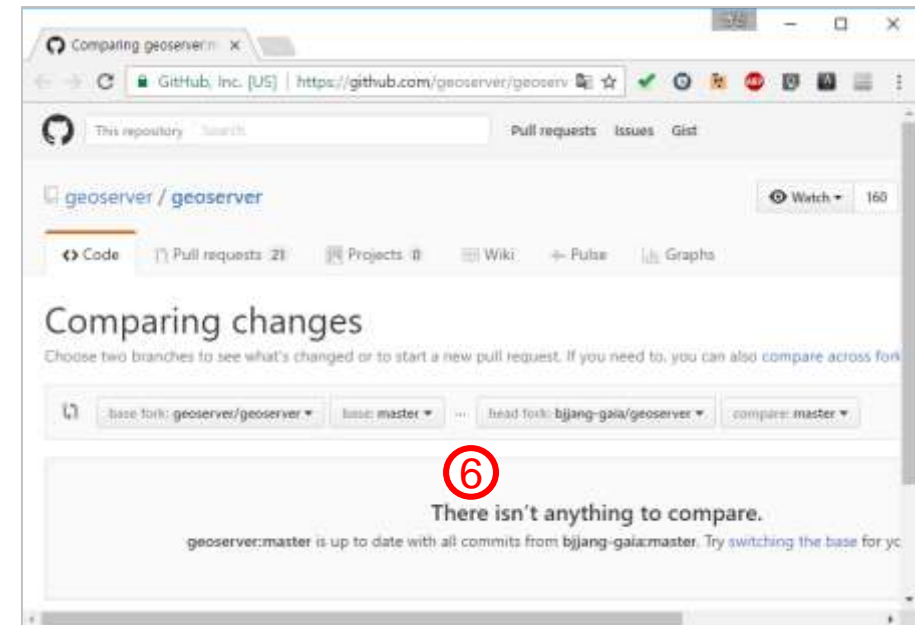 Comparing geoserver:m
GitHub, Inc. [US] | https://github.com/geoserver/geoserv
This repository Search
Pull requests Issues Gist
geoserver / geoserver
Watch 160
Code Pull requests 21 Projects 0 Wiki Pulse Graphs
Comparing changes
Choose two branches to see what's changed or to start a new pull request. If you need to, you can also compare across fork
base fork: geoserver/geoserver base: master ... head fork: bjjang-gaia/geoserver compare: master
6
There isn't anything to compare.
geoserver:master is up to date with all commits from bjjang-gaia:master. Try switching the base for yo